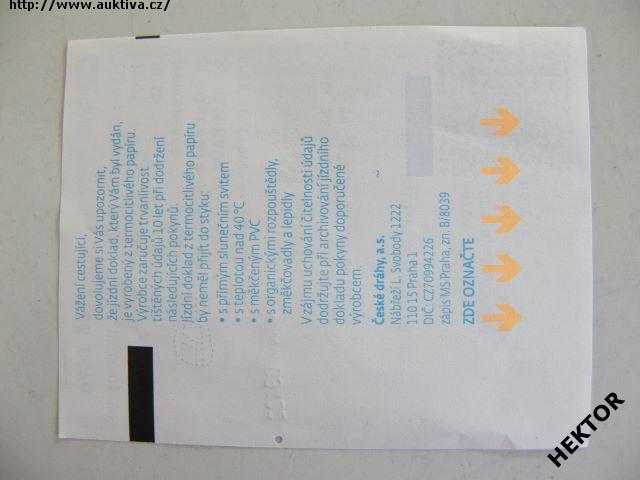 http://www.auktiva.cz/
Vážení cestující,
dovolujeme si Vás upozornit,
že jízdní doklad, který Vám byl vydán,
je vyrobený z termocitlivého papíru.
Výrobce zaručuje trvanlivost
tištěných údajů 10 let při dodržení
následujících pokynů.
Jízdní doklad z termocitlivého papíru
by neměl přijít do styku:
• s přímým slunečním svitem
• s teplotou nad 40 °C
• s měkčeným PVC
• s organickými rozpouštědly,
změkčovadly a lepidly
V zájmu uchování čitelnosti údajů
dodržujte při archivování jízdního
dokladu pokyny doporučené
výrobcem.
České dráhy, a.s.
Nábřeží L. Svobody 1222
110 15 Praha 1
DIČ: CZ70994226
zápis MS Praha, zn. B/8039
ZDE OZNAČTE
HEKTOR